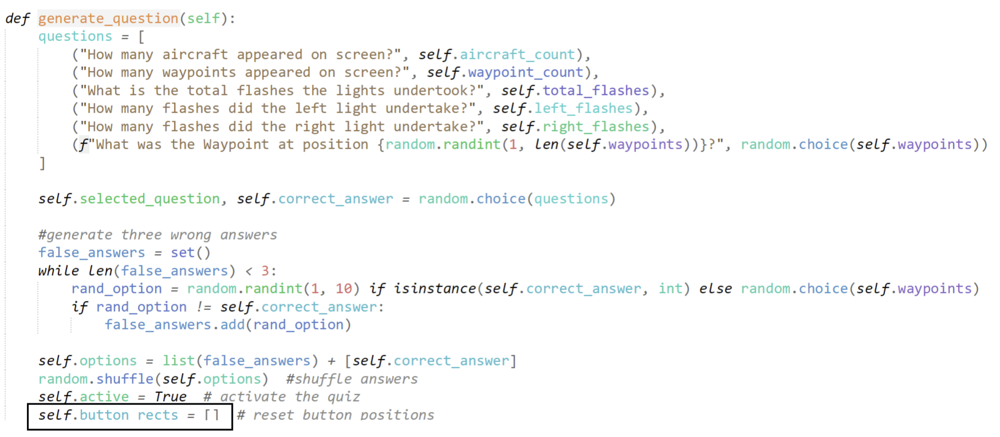 def generate_question(self):
questions = [
("How many aircraft appeared on screen?", self.aircraft_count),
("How many waypoints appeared on screen?", self.waypoint_count),
("What is the total flashes the lights undertook?", self.total_flashes),
("How many flashes did the left light undertake?", self.left_flashes),
("How many flashes did the right light undertake?", self.right_flashes),
(f"What was the Waypoint at position {random.randint(1, len(self.waypoints))}?", random.choice(self.waypoints))
]
self.selected_question, self.correct_answer = random.choice(questions)
#generate three wrong answers
false_answers = set()
while len(false_answers) < 3:
rand_option = random.randint(1, 10) if isinstance(self.correct_answer, int) else random.choice(self.waypoints)
if rand_option != self.correct_answer:
false_answers.add(rand_option)
self.options = list(false_answers) + [self.correct_answer]
random.shuffle(self.options)  #shuffle answers
self.active = True  # activate the quiz
self.button_rects = []  # reset button positions